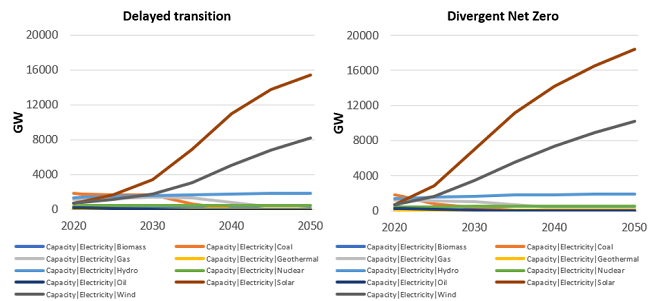 Delayed transition
Divergent Net Zero
20000
16000
12000
8000
4000
0
GW
2020 2030 2040 2050
20000
16000
12000
8000
4000
0
GW
2020 2030 2040 2050
Capacity|Electricity|Biomass Capacity|Electricity|Coal
Capacity|Electricity|Gas Capacity|Electricity|Geothermal
Capacity|Electricity|Hydro Capacity|Electricity|Nuclear
Capacity|Electricity|Oil Capacity|Electricity|Solar
Capacity|Electricity|Wind
Capacity|Electricity|Biomass Capacity|Electricity|Coal
Capacity|Electricity|Gas Capacity|Electricity|Geothermal
Capacity|Electricity|Hydro Capacity|Electricity|Nuclear
Capacity|Electricity|Oil Capacity|Electricity|Solar
Capacity|Electricity|Wind